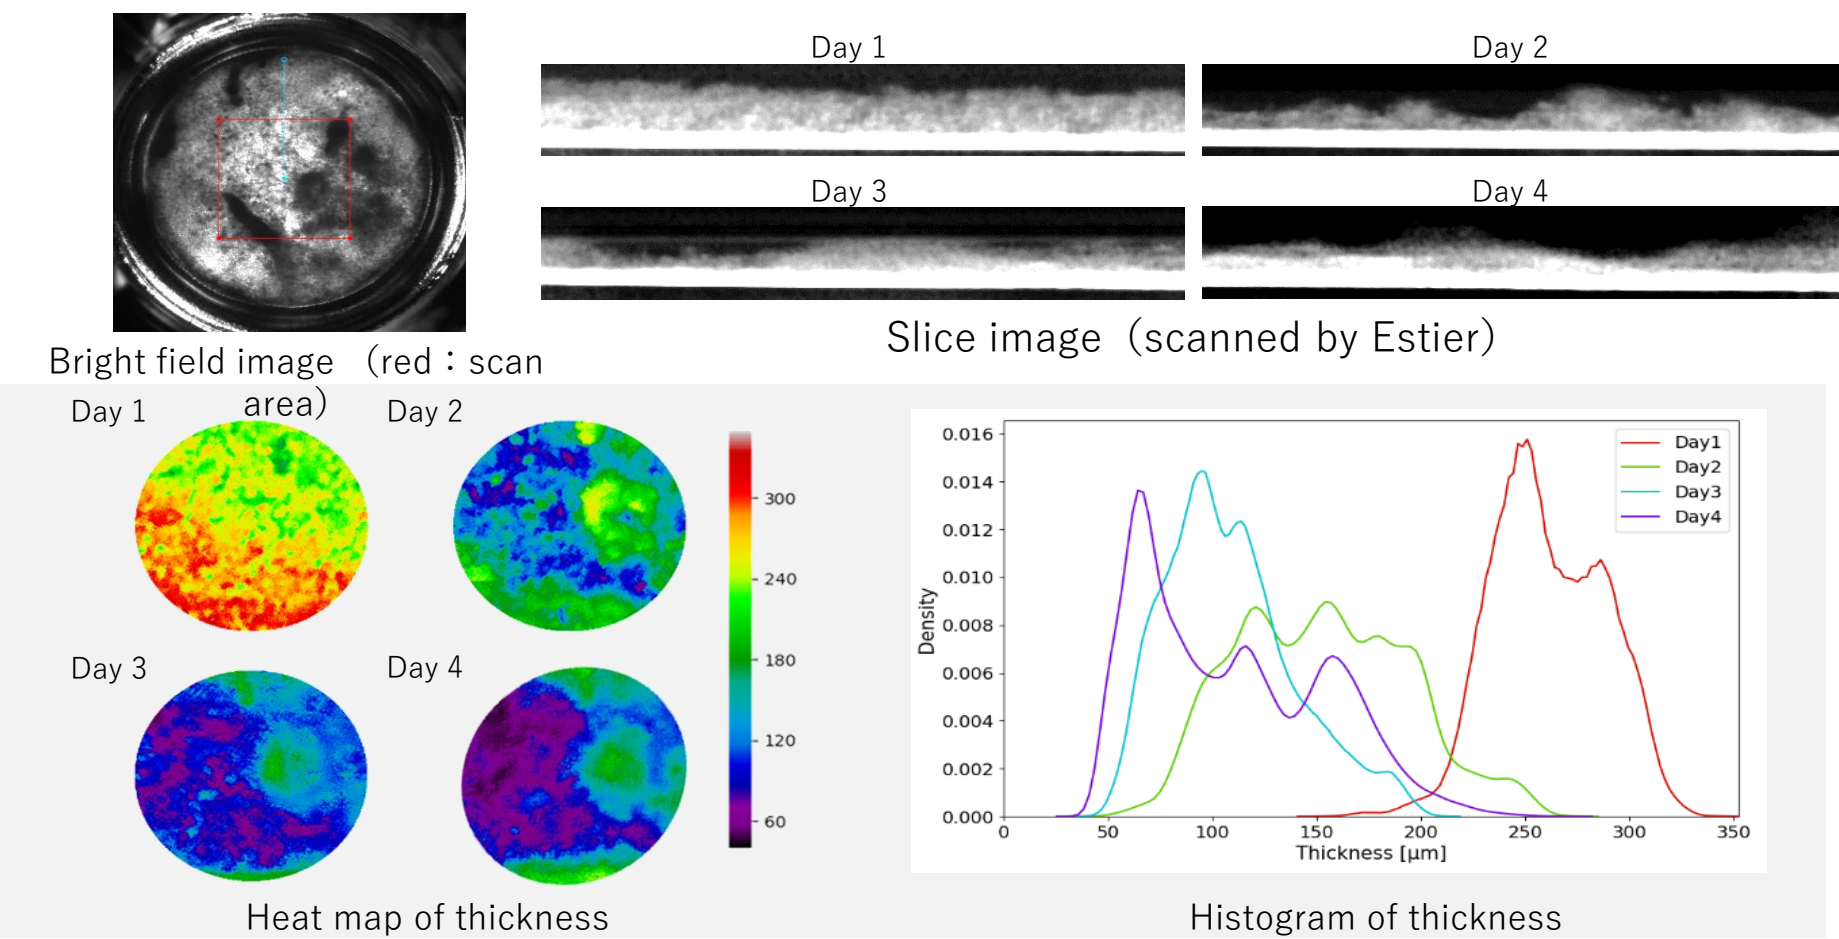 Day 1
Day 2
Day 3
Day 4
Slice image（scanned by Estier）
Bright field image （red：scan
area）
Day 1
Day 2
Day 3
Day 4
300
240
180
120
60
Heat map of thickness
0.016
0.014
0.012
0.010
0.008
0.006
0.004
0.002
0.000
Density
Day1
Day2
Day3
Day4
0 50 100 150 200 250 300 350
Thickness [μm]
Histogram of thickness